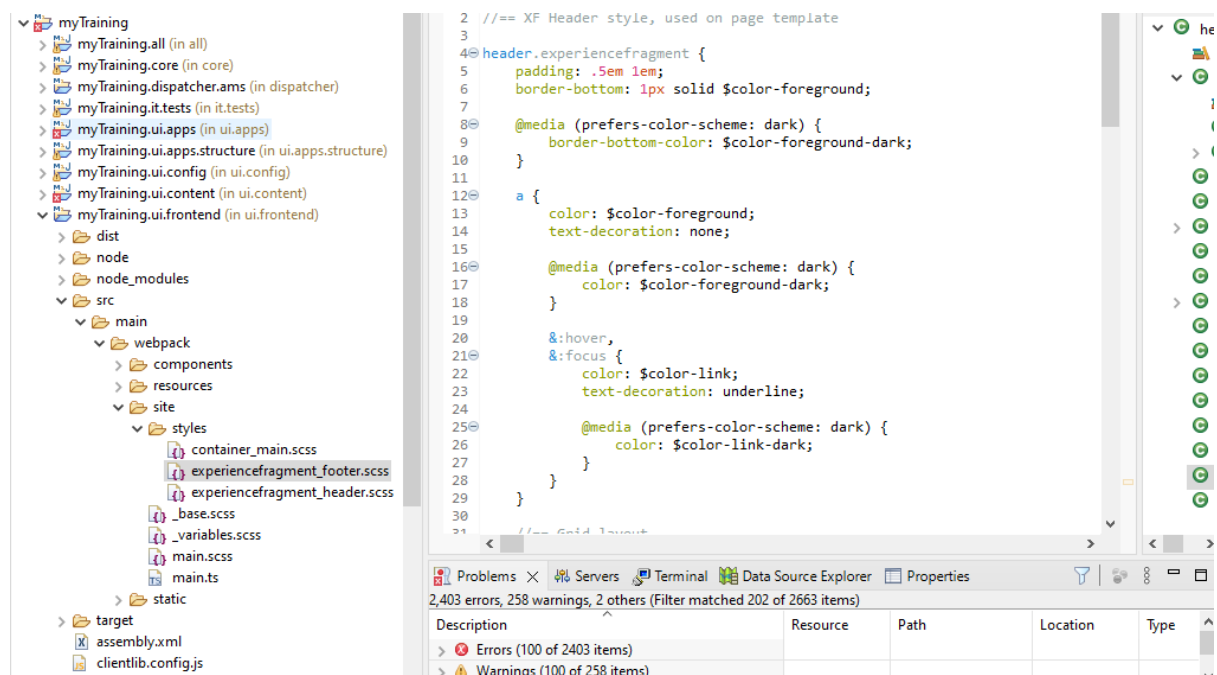 myTraining
myTraining.all (in all)
myTraining.core (in core)
myTraining.dispatcher.ams (in dispatcher)
myTraining.it.tests (in it.tests)
myTraining.ui.apps (in ui.apps)
myTraining.ui.apps.structure (in ui.apps.structure)
myTraining.ui.config (in ui.config)
myTraining.ui.content (in ui.content)
myTraining.ui.frontend (in ui.frontend)
dist
node
node_modules
src
main
webpack
components
resources
site
styles
container_main.scss
experiencefragment_footer.scss
experiencefragment_header.scss
_base.scss
_variables.scss
main.scss
main.ts
static
target
assembly.xml
clientlib.config.js
2 //== XF Header style, used on page template
3
4 header.experiencefragment {
5 padding: .5em 1em;
6 border-bottom: 1px solid $color-foreground;
7
8 @media (prefers-color-scheme: dark) {
9 border-bottom-color: $color-foreground-dark;
10 }
11
12 a {
13 color: $color-foreground;
14 text-decoration: none;
15
16 @media (prefers-color-scheme: dark) {
17 color: $color-foreground-dark;
18 }
19
20 &:hover,
21 &:focus {
22 color: $color-link;
23 text-decoration: underline;
24
25 @media (prefers-color-scheme: dark) {
26 color: $color-link-dark;
27 }
28 }
29 }
30
31 //== Grid layout
he
Problems Servers Terminal Data Source Explorer Properties
2,403 errors, 258 warnings, 2 others (Filter matched 202 of 2663 items)
Description Resource Path Location Type
Errors (100 of 2403 items)
Warnings (100 of 258 items)